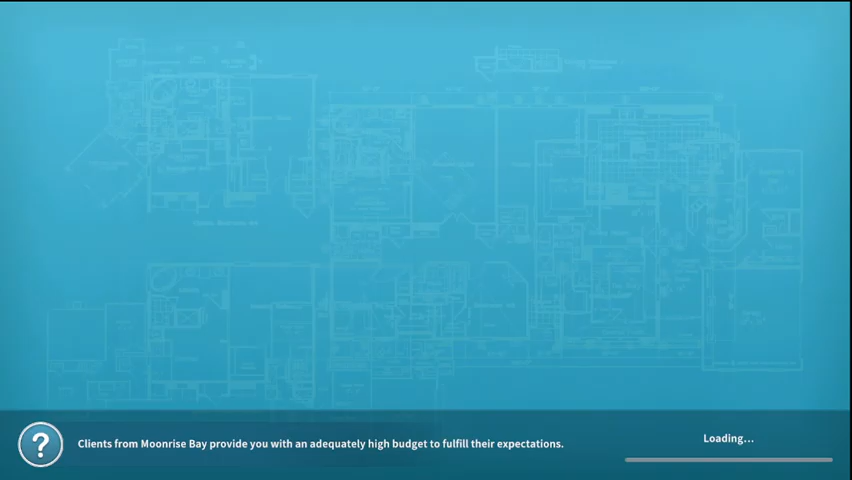 Clients from Moonrise Bay provide you with an adequately high budget to fulfill their expectations.
Loading...